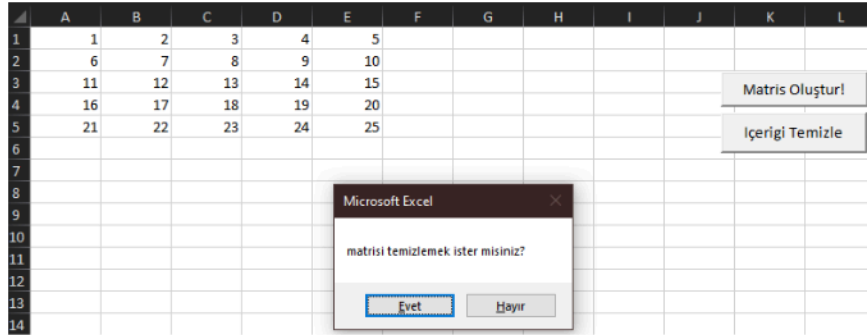 A B C D E F G H I J K L
1 1 2 3 4 5
2 6 7 8 9 10
3 11 12 13 14 15
Matris Oluştur!
4 16 17 18 19 20
5 21 22 23 24 25
Içerigi Temizle
6
7
8
Microsoft Excel
9
10
matrisi temizlemek ister misiniz?
11
12
13
Evet Hayır
14